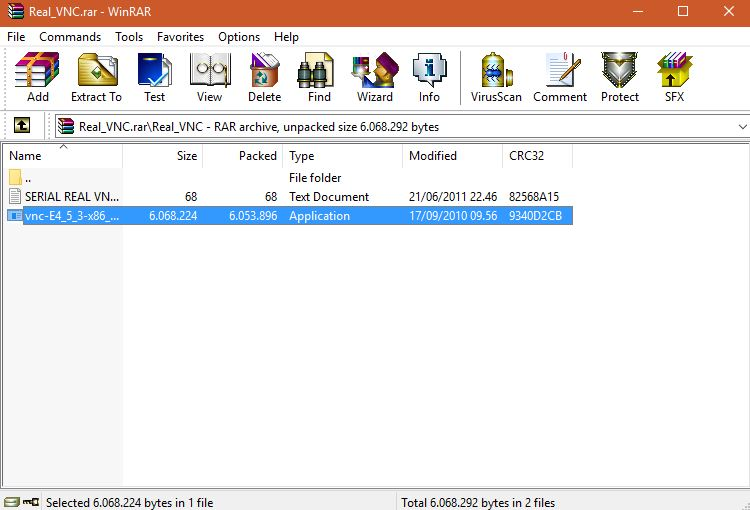 Real_VNC.rar - WinRAR
File Commands Tools Favorites Options Help
Add Extract To Test View Delete Find Wizard Info VirusScan Comment Protect SFX
Real_VNC.rar\Real_VNC - RAR archive, unpacked size 6.068.292 bytes
Name Size Packed Type Modified CRC32
.. File folder
SERIAL REAL VN... 68 68 Text Document 21/06/2011 22.46 82568A15
vnc-E4_5_3-x86_... 6.068.224 6.053.896 Application 17/09/2010 09.56 9340D2CB
Selected 6.068.224 bytes in 1 file Total 6.068.292 bytes in 2 files